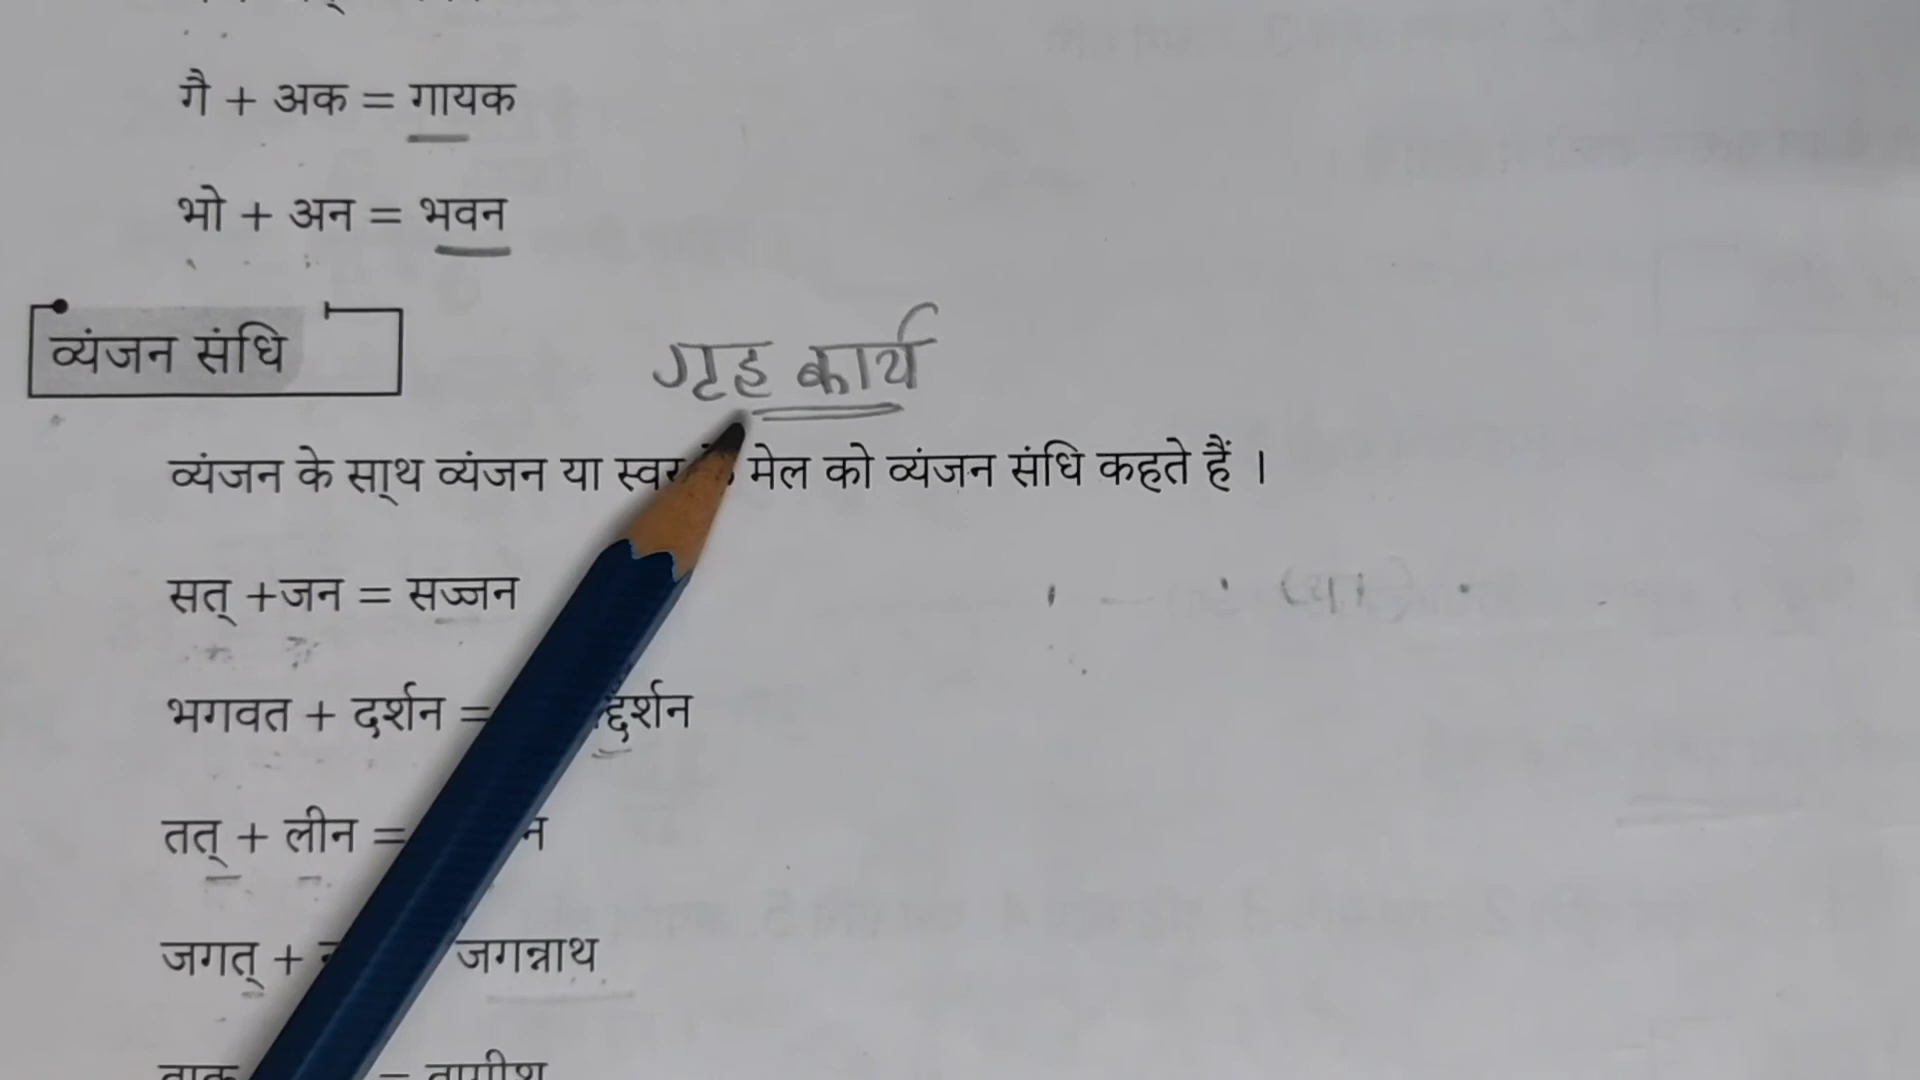 गै + अक = गायक
भो + अन = भवन
व्यंजन संधि
गृह कार्य
व्यंजन के सा्थ व्यंजन या स्वर मेल को व्यंजन संधि कहते हैं ।
सत् +जन = सज्जन
भगवत + दर्शन =
तत् + लीन =
जगत् + जगन्नाथ